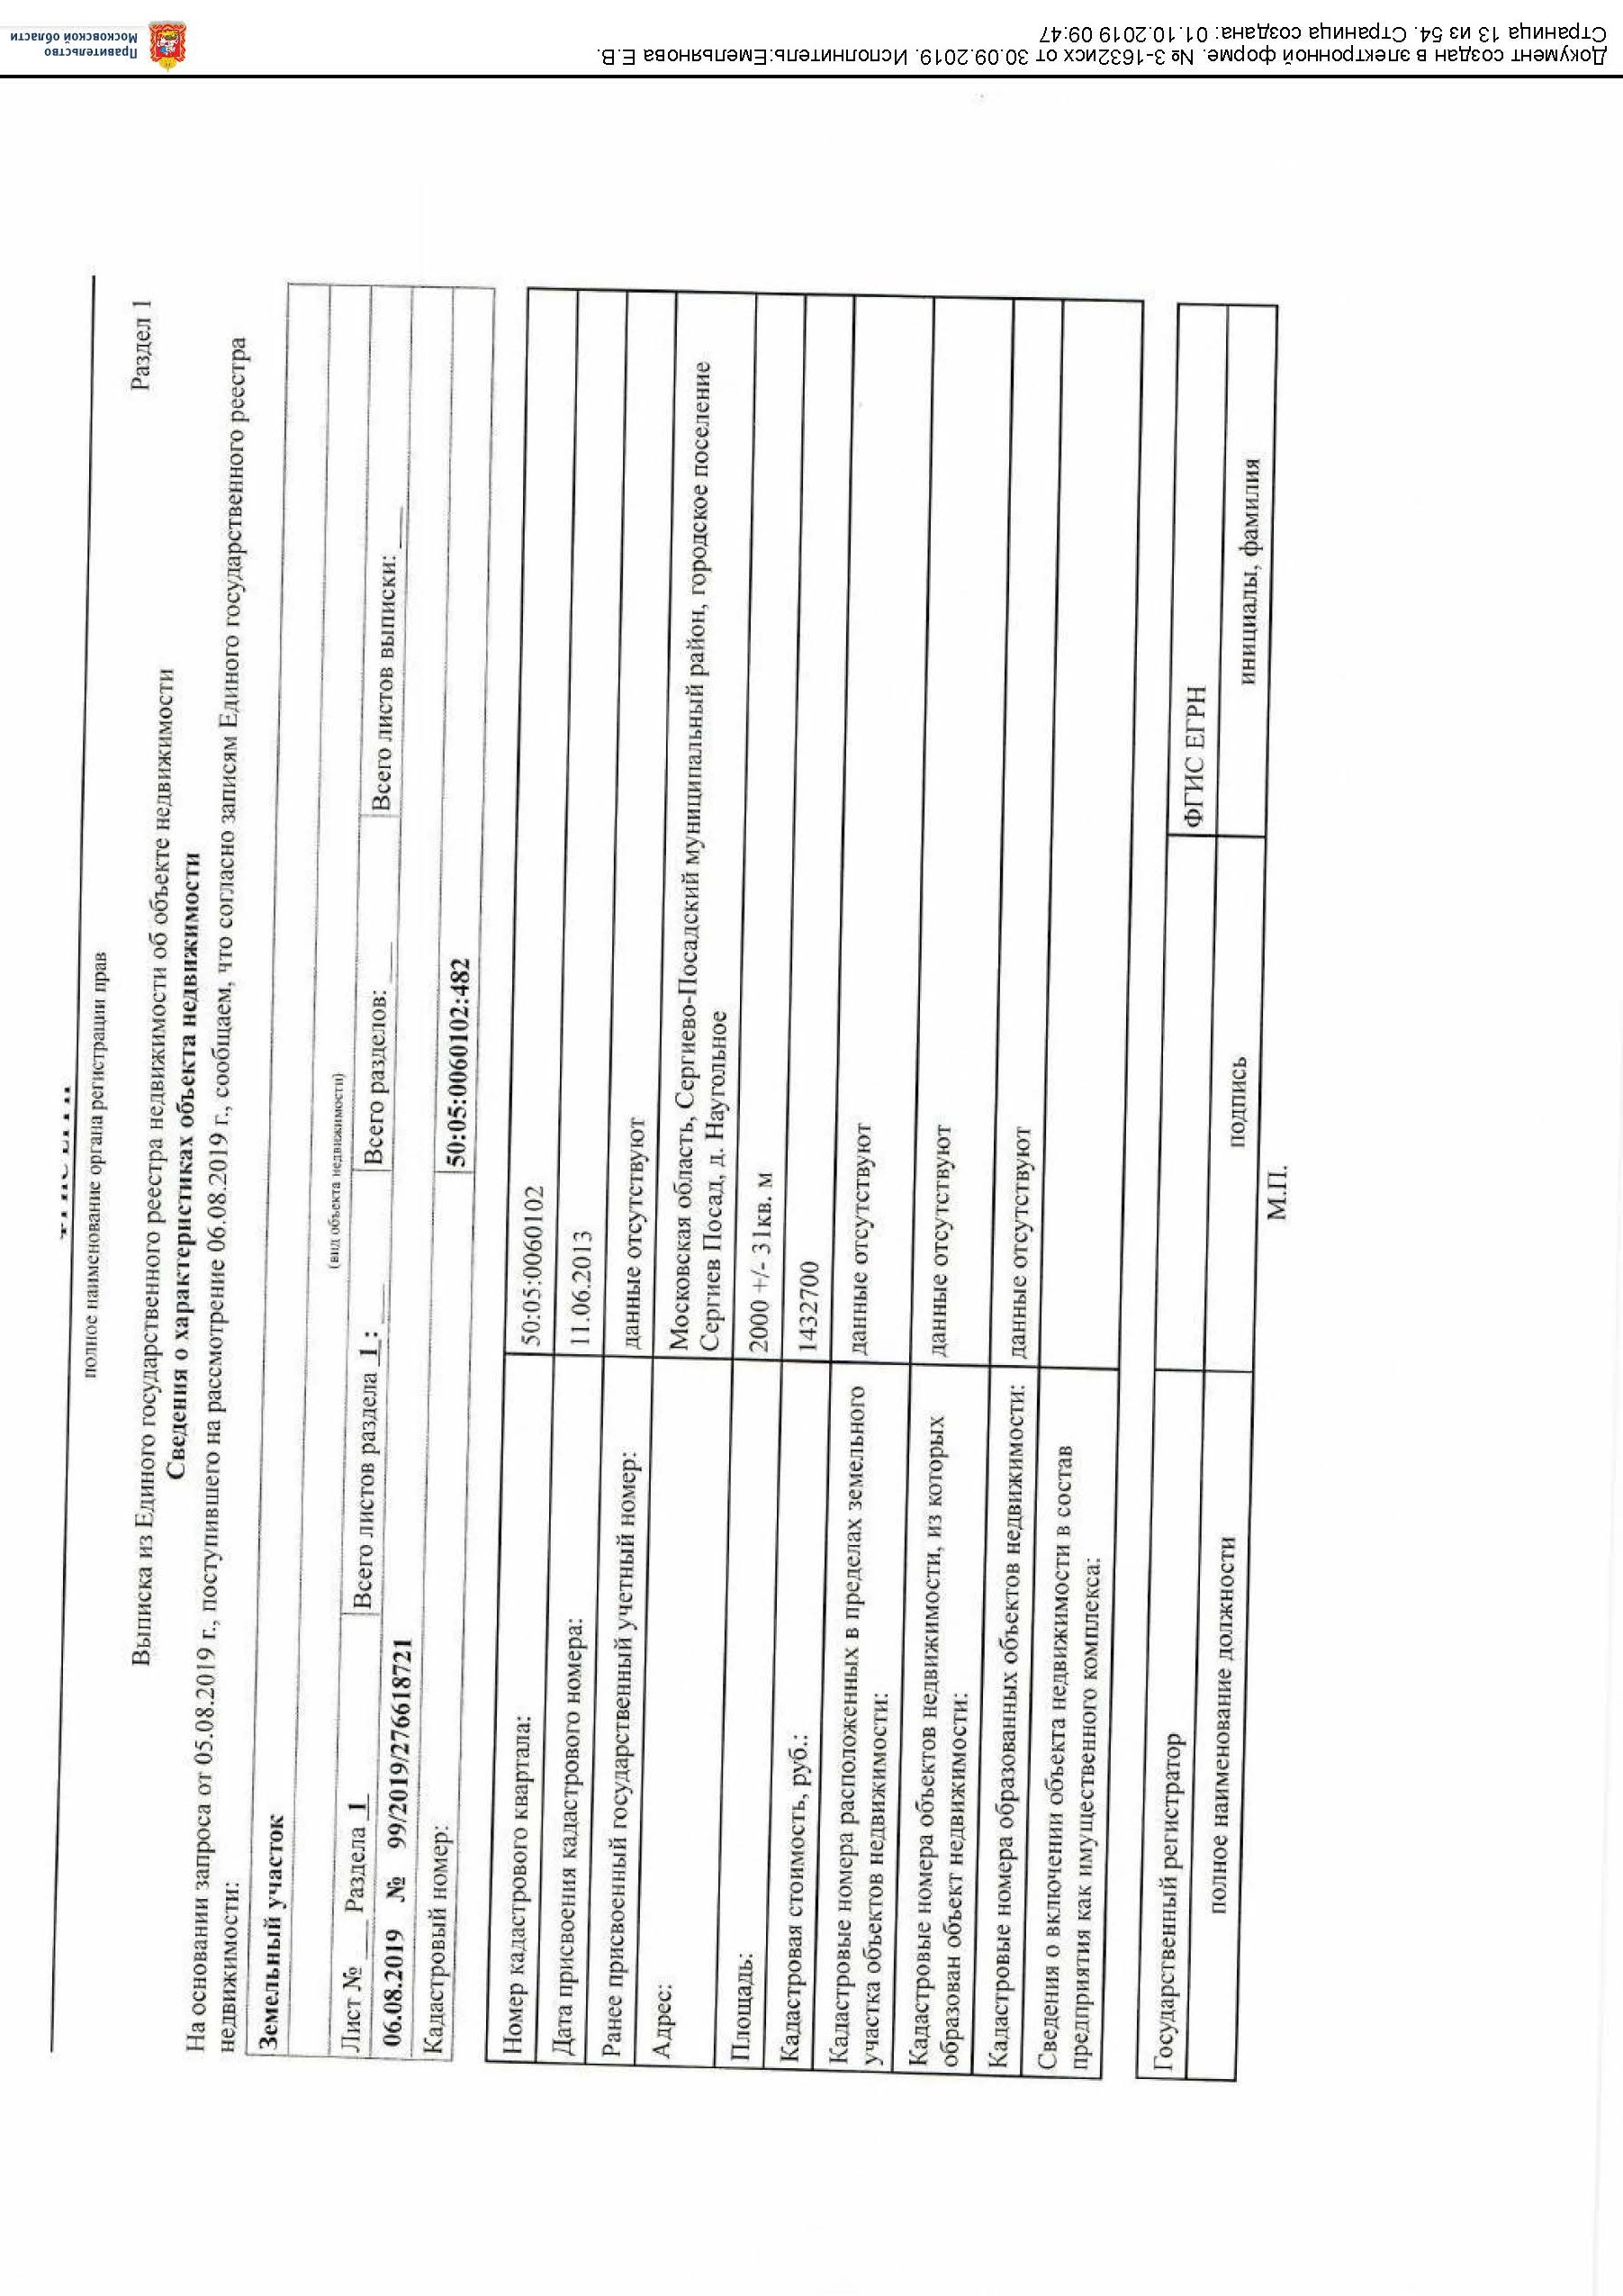 Документ создан в электронной форме. № 3-1632исх от 30.09.2019. Исполнитель:Емельянова Е.В.
Страница 13 из 54. Страница создана: 01.10.2019 09:47
Правительство
Московской области
полное наименование органа регистрации прав
Раздел 1
Выписка из Единого государственного реестра недвижимости об объекте недвижимости
Сведения о характеристиках объекта недвижимости
На основании запроса от 05.08.2019 г., поступившего на рассмотрение 06.08.2019 г., сообщаем, что согласно записям Единого государственного реестра
недвижимости:
Земельный участок
(вид объекта недвижимости)
Лист № ___ Раздела 1 Всего листов раздела 1 : ___ Всего разделов: ___ Всего листов выписки: ___
06.08.2019 № 99/2019/276618721
Кадастровый номер: 50:05:0060102:482
Номер кадастрового квартала: 50:05:0060102
Дата присвоения кадастрового номера: 11.06.2013
Ранее присвоенный государственный учетный номер: данные отсутствуют
Адрес: Московская область, Сергиево-Посадский муниципальный район, городское поселение
Сергиев Посад, д. Наугольное
Площадь: 2000 +/- 31кв. м
Кадастровая стоимость, руб.: 1432700
Кадастровые номера расположенных в пределах земельного
участка объектов недвижимости: данные отсутствуют
Кадастровые номера объектов недвижимости, из которых
образован объект недвижимости: данные отсутствуют
Кадастровые номера образованных объектов недвижимости: данные отсутствуют
Сведения о включении объекта недвижимости в состав
предприятия как имущественного комплекса:
Государственный регистратор ФГИС ЕГРН
полное наименование должности подпись инициалы, фамилия
М.П.